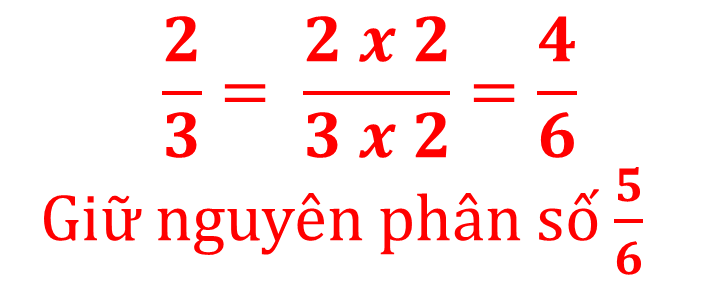 2/3 = 2 x 2/3 x 2 = 4/6
Giữ nguyên phân số 5/6